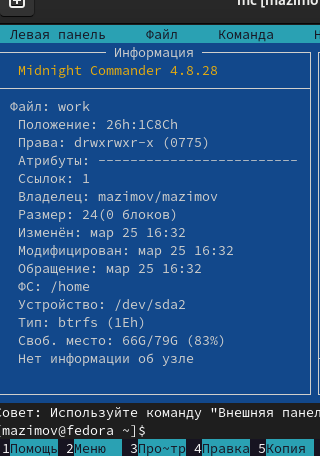 mc [mazimo
Левая панель Файл Команда Н
Информация
Midnight Commander 4.8.28
Файл: work
Положение: 26h:1C8Ch
Права: drwxrwxr-x (0775)
Атрибуты: -------------------------
Ссылок: 1
Владелец: mazimov/mazimov
Размер: 24(0 блоков)
Изменён: мар 25 16:32
Модифицирован: мар 25 16:32
Обращение: мар 25 16:32
ФС: /home
Устройство: /dev/sda2
Тип: btrfs (1Eh)
Своб. место: 66G/79G (83%)
Нет информации об узле
Совет: Используйте команду "Внешняя панел
[mazimov@fedora ~]$
1Помощь 2Меню 3Про~тр 4Правка 5Копия